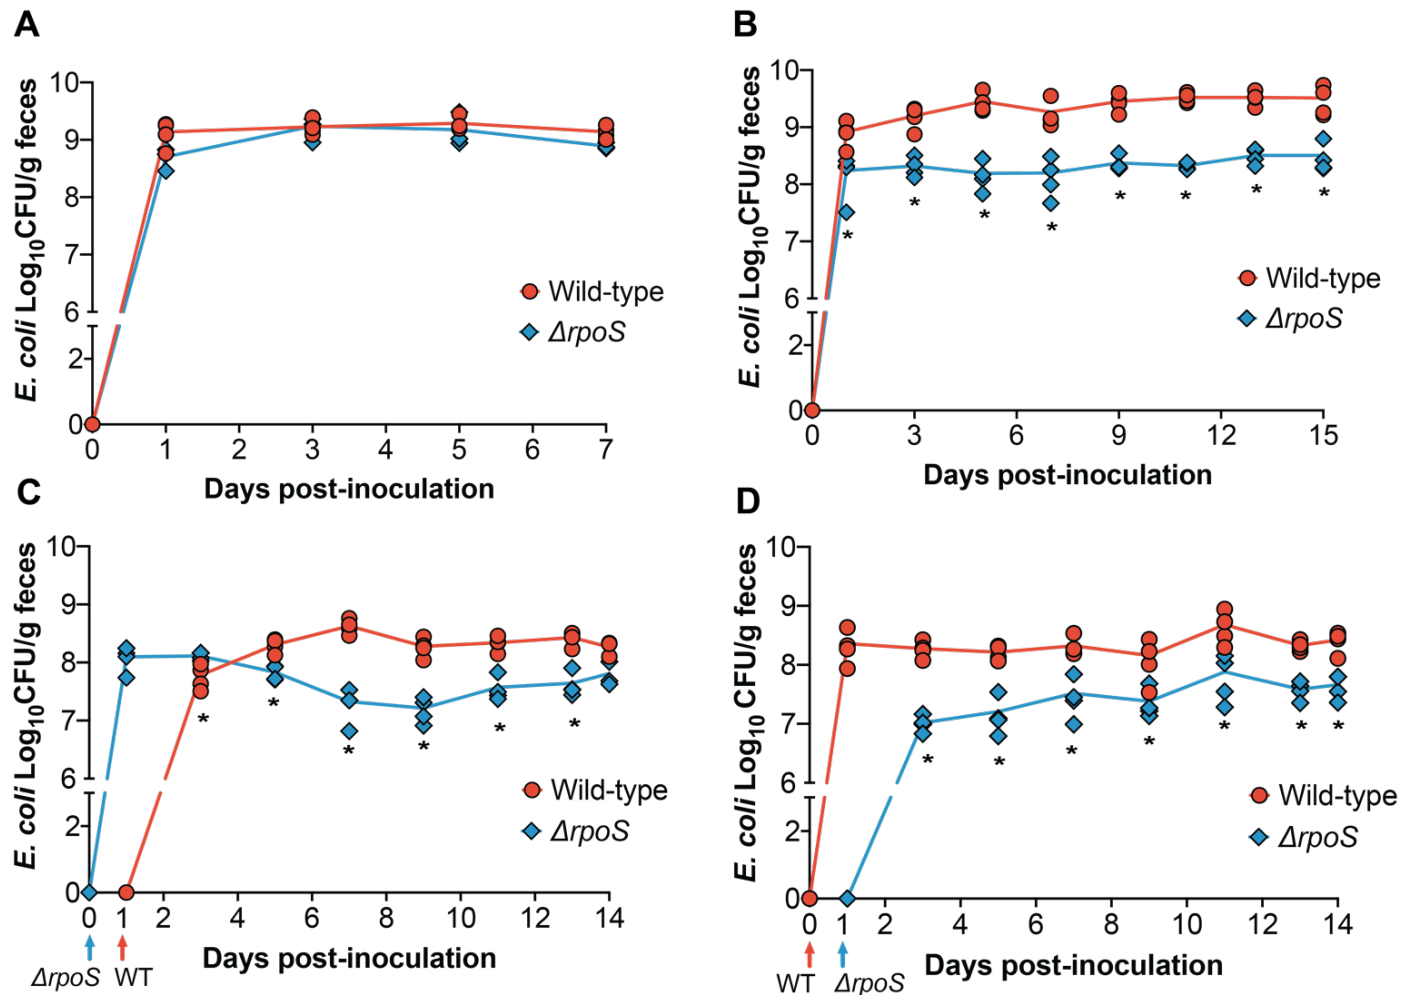 A
E. coli Log10CFU/g feces
10
9
8
7
6
2
0
0 1 2 3 4 5 6 7
Days post-inoculation
Wild-type
ΔrpoS
B
E. coli Log10CFU/g feces
10
9
8
7
6
2
0
0 3 6 9 12 15
Days post-inoculation
Wild-type
ΔrpoS
* * * * * * * *
C
E. coli Log10CFU/g feces
10
9
8
7
6
2
0
0 1 2 4 6 8 10 12 14
ΔrpoS WT
Days post-inoculation
Wild-type
ΔrpoS
* * * * * *
D
E. coli Log10CFU/g feces
10
9
8
7
6
2
0
0 1 2 4 6 8 10 12 14
WT ΔrpoS
Days post-inoculation
Wild-type
ΔrpoS
* * * * * * *